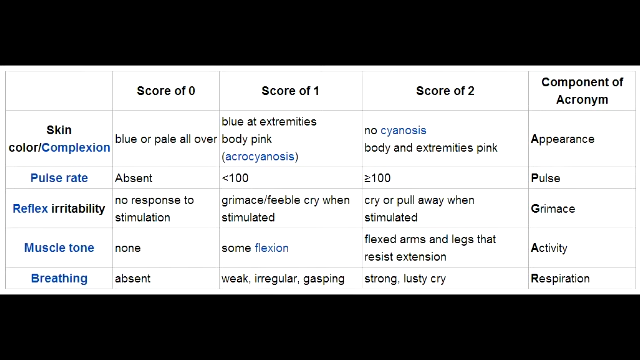 Score of 0 Score of 1 Score of 2 Component of Acronym
Skin color/Complexion
blue or pale all over
blue at extremities
body pink
(acrocyanosis)
no cyanosis
body and extremities pink
Appearance
Pulse rate
Absent
<100
≥100
Pulse
Reflex irritability
no response to
stimulation
grimace/feeble cry when
stimulated
cry or pull away when
stimulated
Grimace
Muscle tone
none
some flexion
flexed arms and legs that
resist extension
Activity
Breathing
absent
weak, irregular, gasping
strong, lusty cry
Respiration